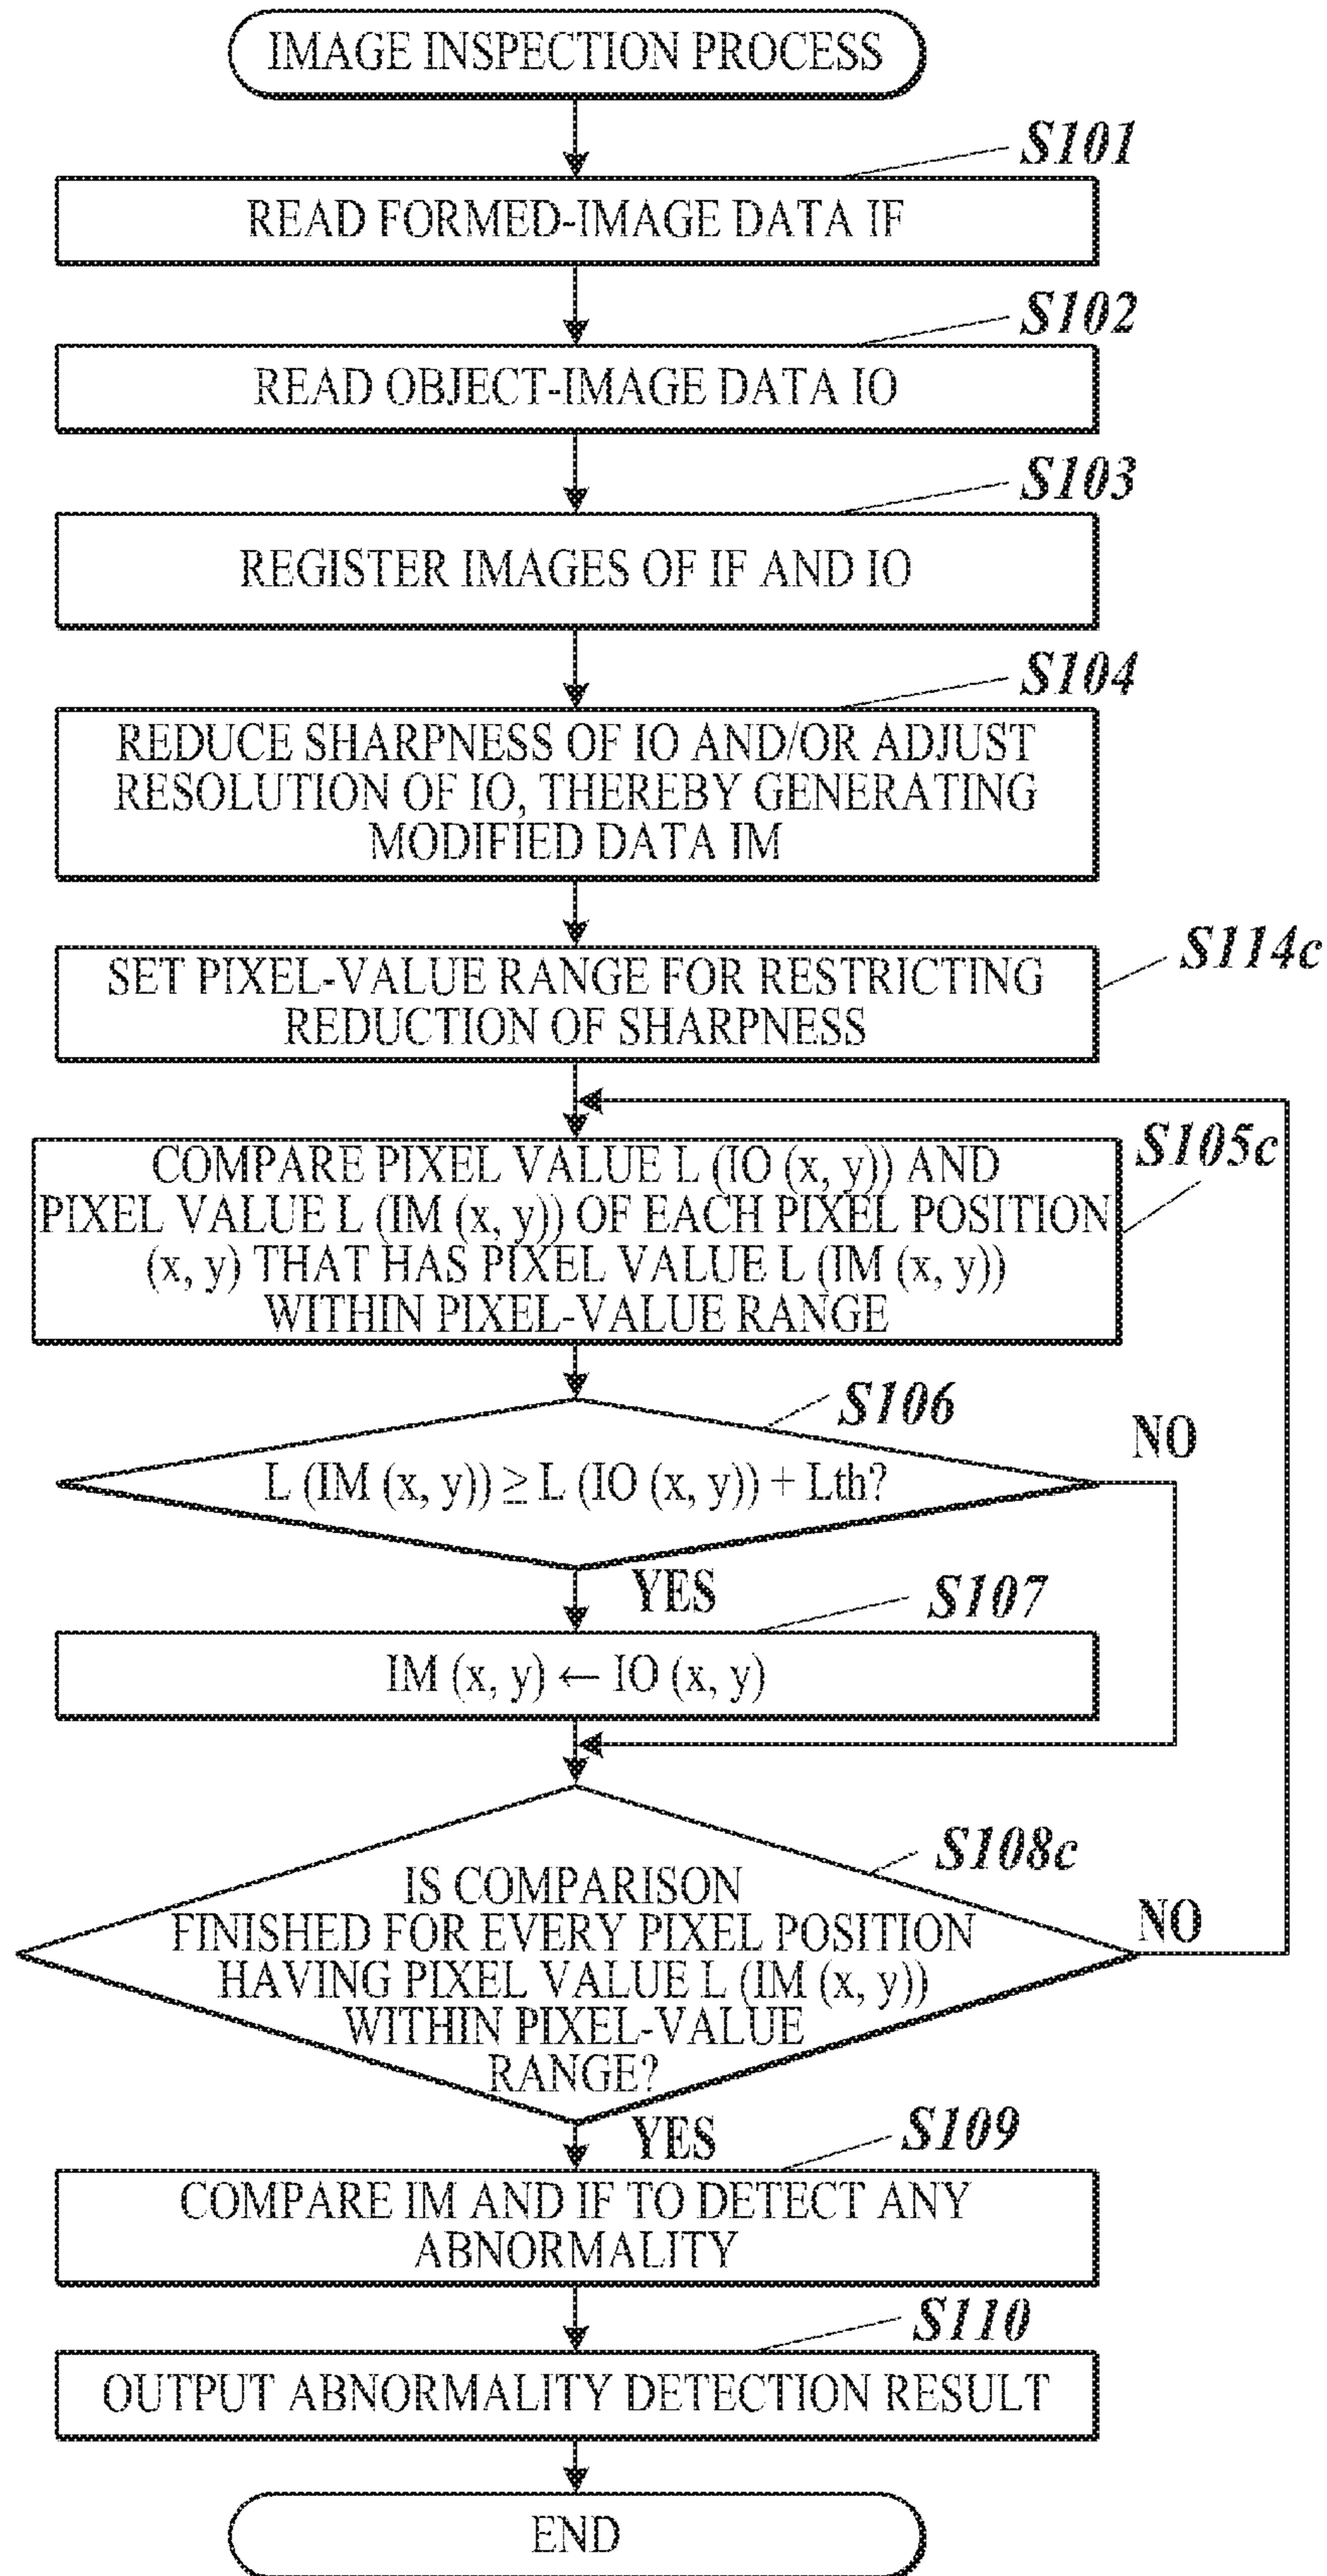 IMAGE INSPECTION PROCESS
S101
READ FORMED-IMAGE DATA IF
S102
READ OBJECT-IMAGE DATA IO
S103
REGISTER IMAGES OF IF AND IO
S104
REDUCE SHARPNESS OF IO AND/OR ADJUST
RESOLUTION OF IO, THEREBY GENERATING
MODIFIED DATA IM
S114c
SET PIXEL-VALUE RANGE FOR RESTRICTING
REDUCTION OF SHARPNESS
S105c
COMPARE PIXEL VALUE L (IO (x, y)) AND
PIXEL VALUE L (IM (x, y)) OF EACH PIXEL POSITION
(x, y) THAT HAS PIXEL VALUE L (IM (x, y))
WITHIN PIXEL-VALUE RANGE
S106
NO
L (IM (x, y)) ≥ L (IO (x, y)) + Lth?
YES
S107
IM (x, y) ← IO (x, y)
S108c
IS COMPARISON
FINISHED FOR EVERY PIXEL POSITION
HAVING PIXEL VALUE L (IM (x, y))
WITHIN PIXEL-VALUE
RANGE?
NO
YES
S109
COMPARE IM AND IF TO DETECT ANY
ABNORMALITY
S110
OUTPUT ABNORMALITY DETECTION RESULT
END